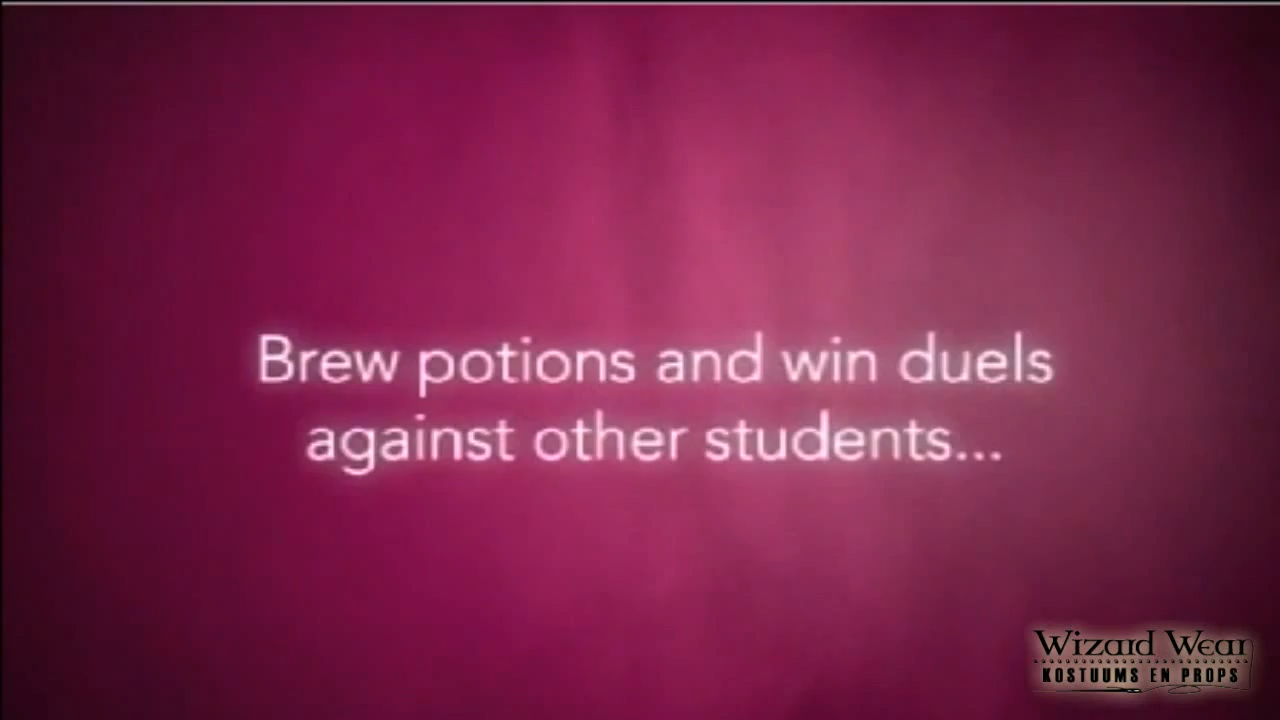 Brew potions and win duels
against other students...
Wizard Wear
KOSTUUMS EN PROPS